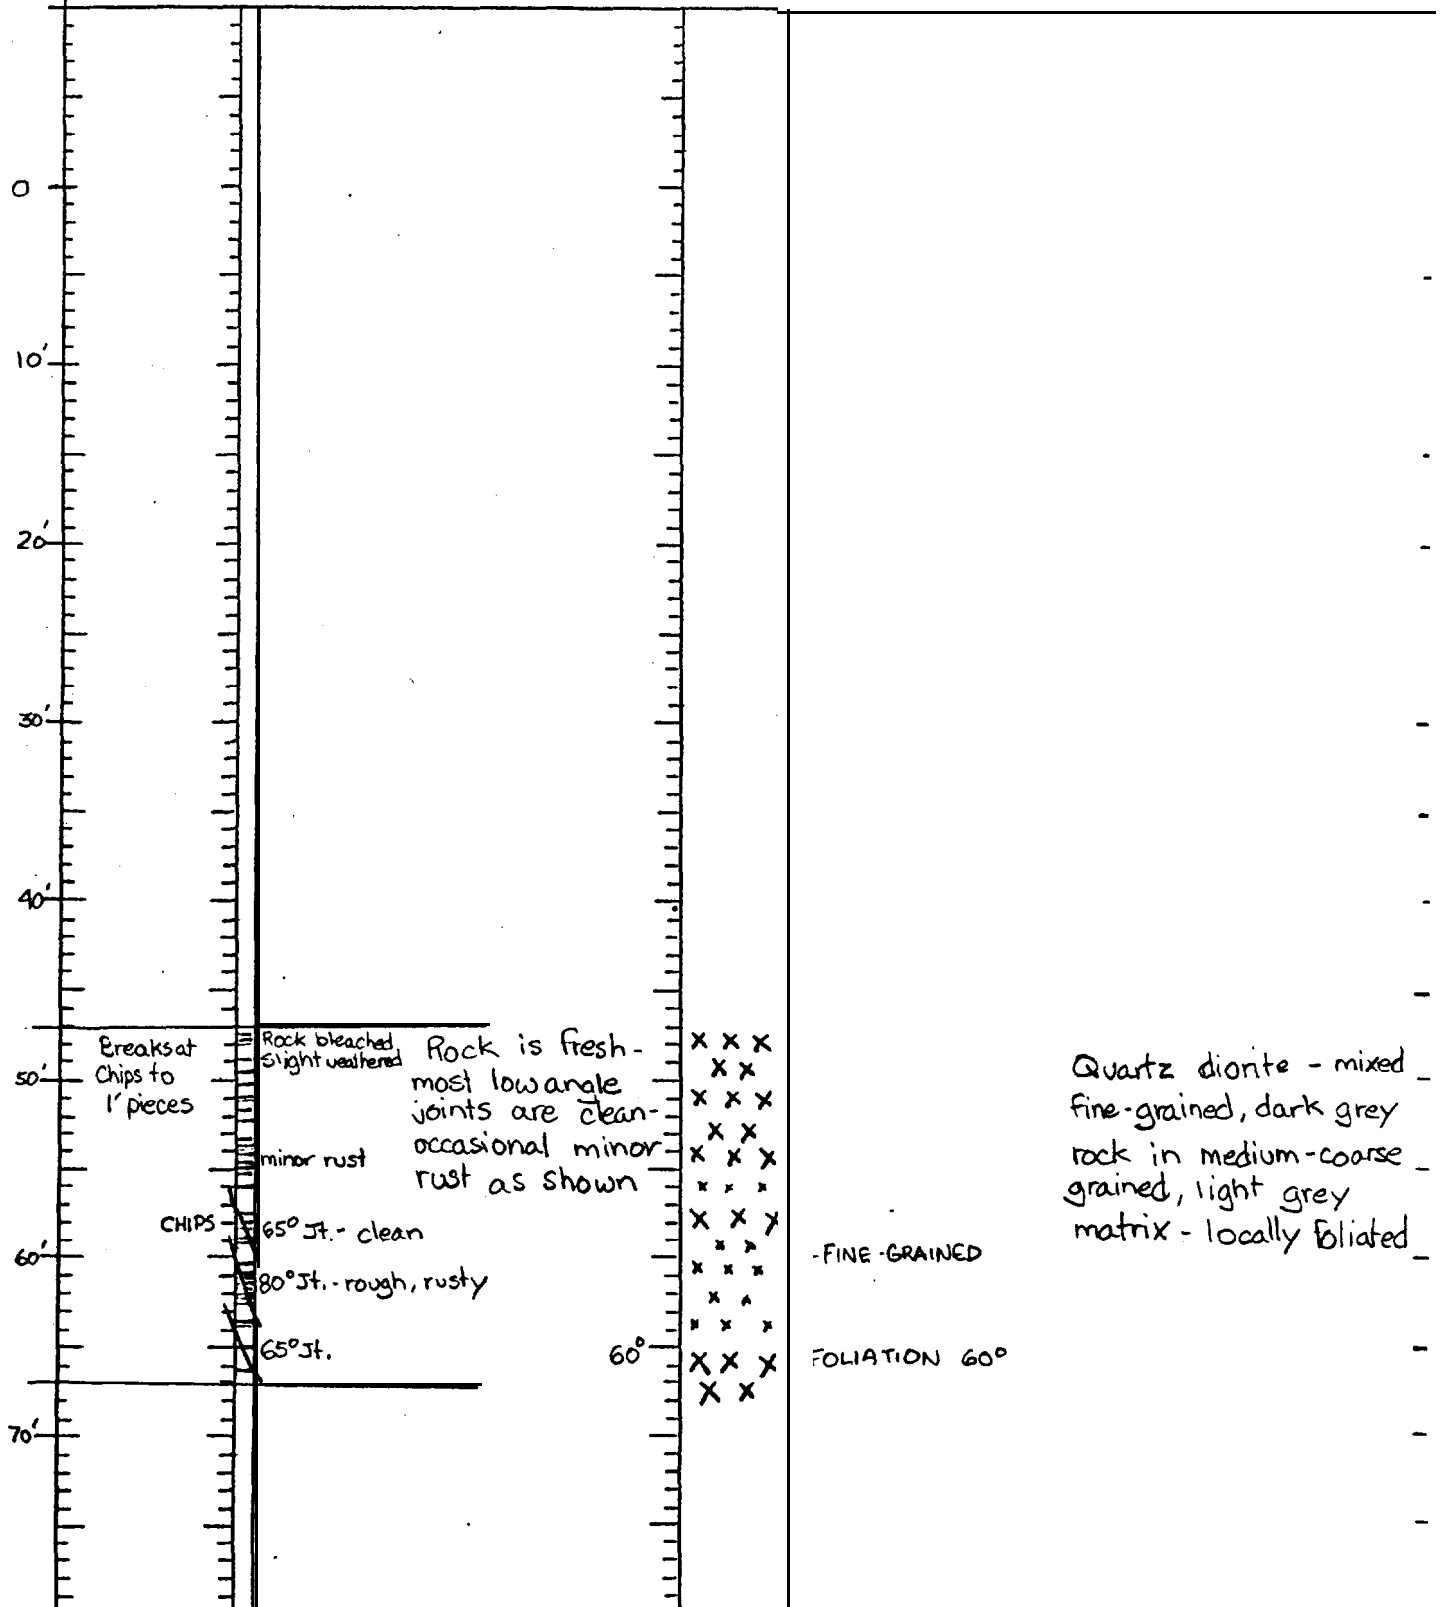 0
10'
20'
30'
40'
50'
60'
70'
Breaks at
Chips to
1' pieces
CHIPS
Rock bleached
Slight weathered
minor rust
65° Jt. - clean
80° Jt. - rough, rusty
65° Jt.
Rock is fresh -
most low angle
joints are clean -
occasional minor
rust as shown
60°
- FINE - GRAINED
FOLIATION 60°
Quartz diorite - mixed
fine-grained, dark grey
rock in medium-coarse
grained, light grey
matrix - locally foliated